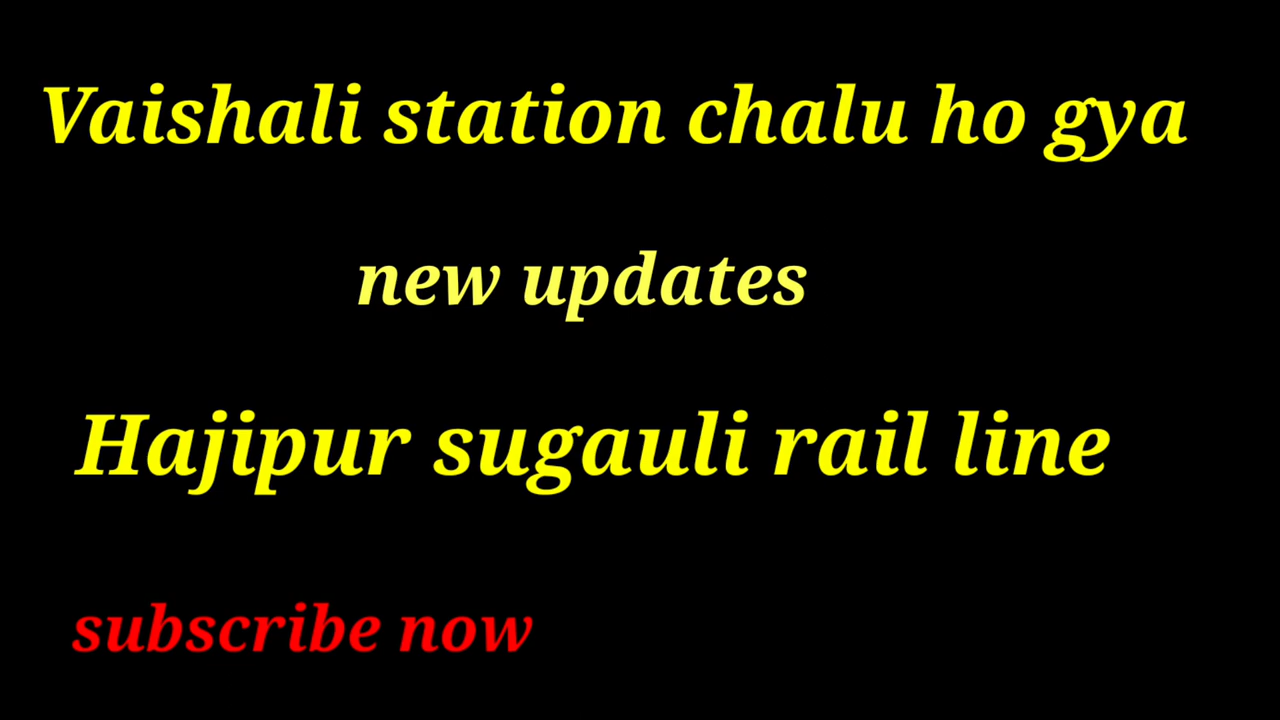 Vaishali station chalu ho gya
new updates
Hajipur sugauli rail line
subscribe now